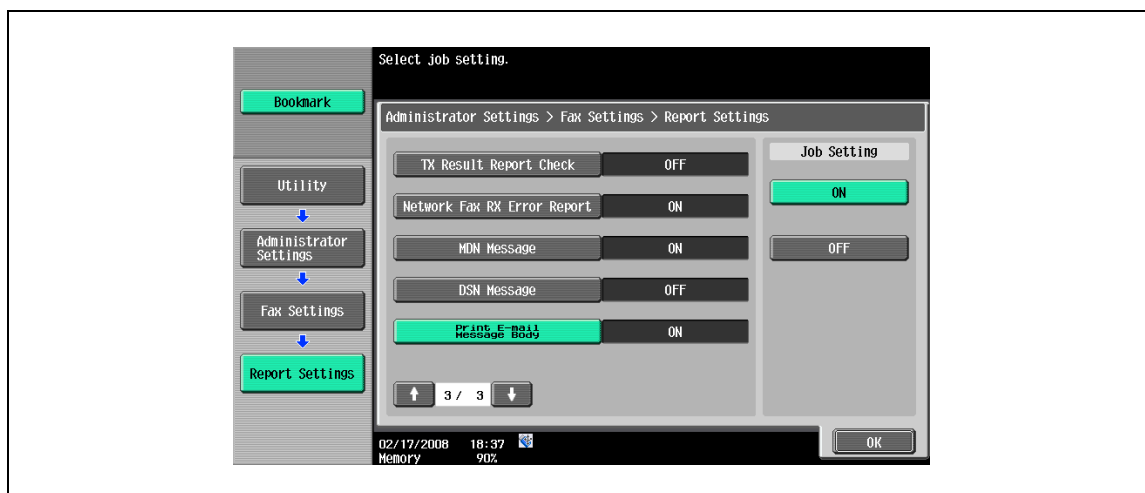 Select job setting.
Bookmark
Administrator Settings > Fax Settings > Report Settings
Utility
Administrator
Settings
Fax Settings
Report Settings
TX Result Report Check OFF
Network Fax RX Error Report ON
MDN Message ON
DSN Message OFF
Print E-mail
Message Body ON
3 / 3
Job Setting
ON
OFF
02/17/2008 18:37
Memory 90%
OK